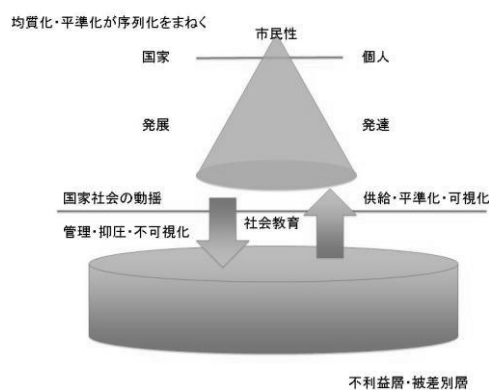 均質化・平準化が序列化をまねく
市民性
国家
個人
発展
発達
国家社会の動揺
供給・平準化・可視化
社会教育
管理・抑圧・不可視化
不利益層・被差別層